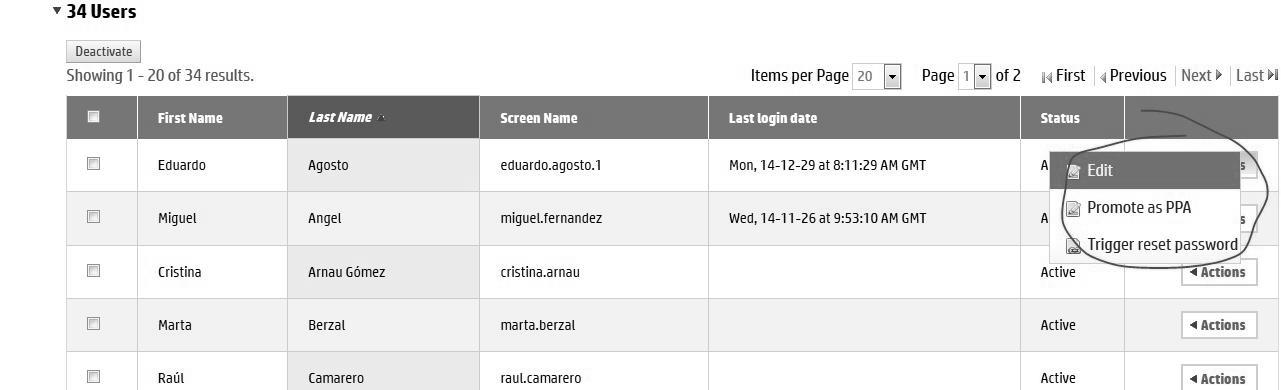 34 Users
Deactivate
Showing 1 - 20 of 34 results.
Items per Page 20 Page 1 of 2 First Previous Next Last
First Name Last Name Screen Name Last login date Status
Eduardo Agosto eduardo.agosto.1 Mon, 14-12-29 at 8:11:29 AM GMT
Edit
Promote as PPA
Trigger reset password
Miguel Angel miguel.fernandez Wed, 14-11-26 at 9:53:10 AM GMT
Cristina Arnau Gómez cristina.arnau Active Actions
Marta Berzal marta.berzal Active Actions
Raúl Camarero raul.camarero Active Actions